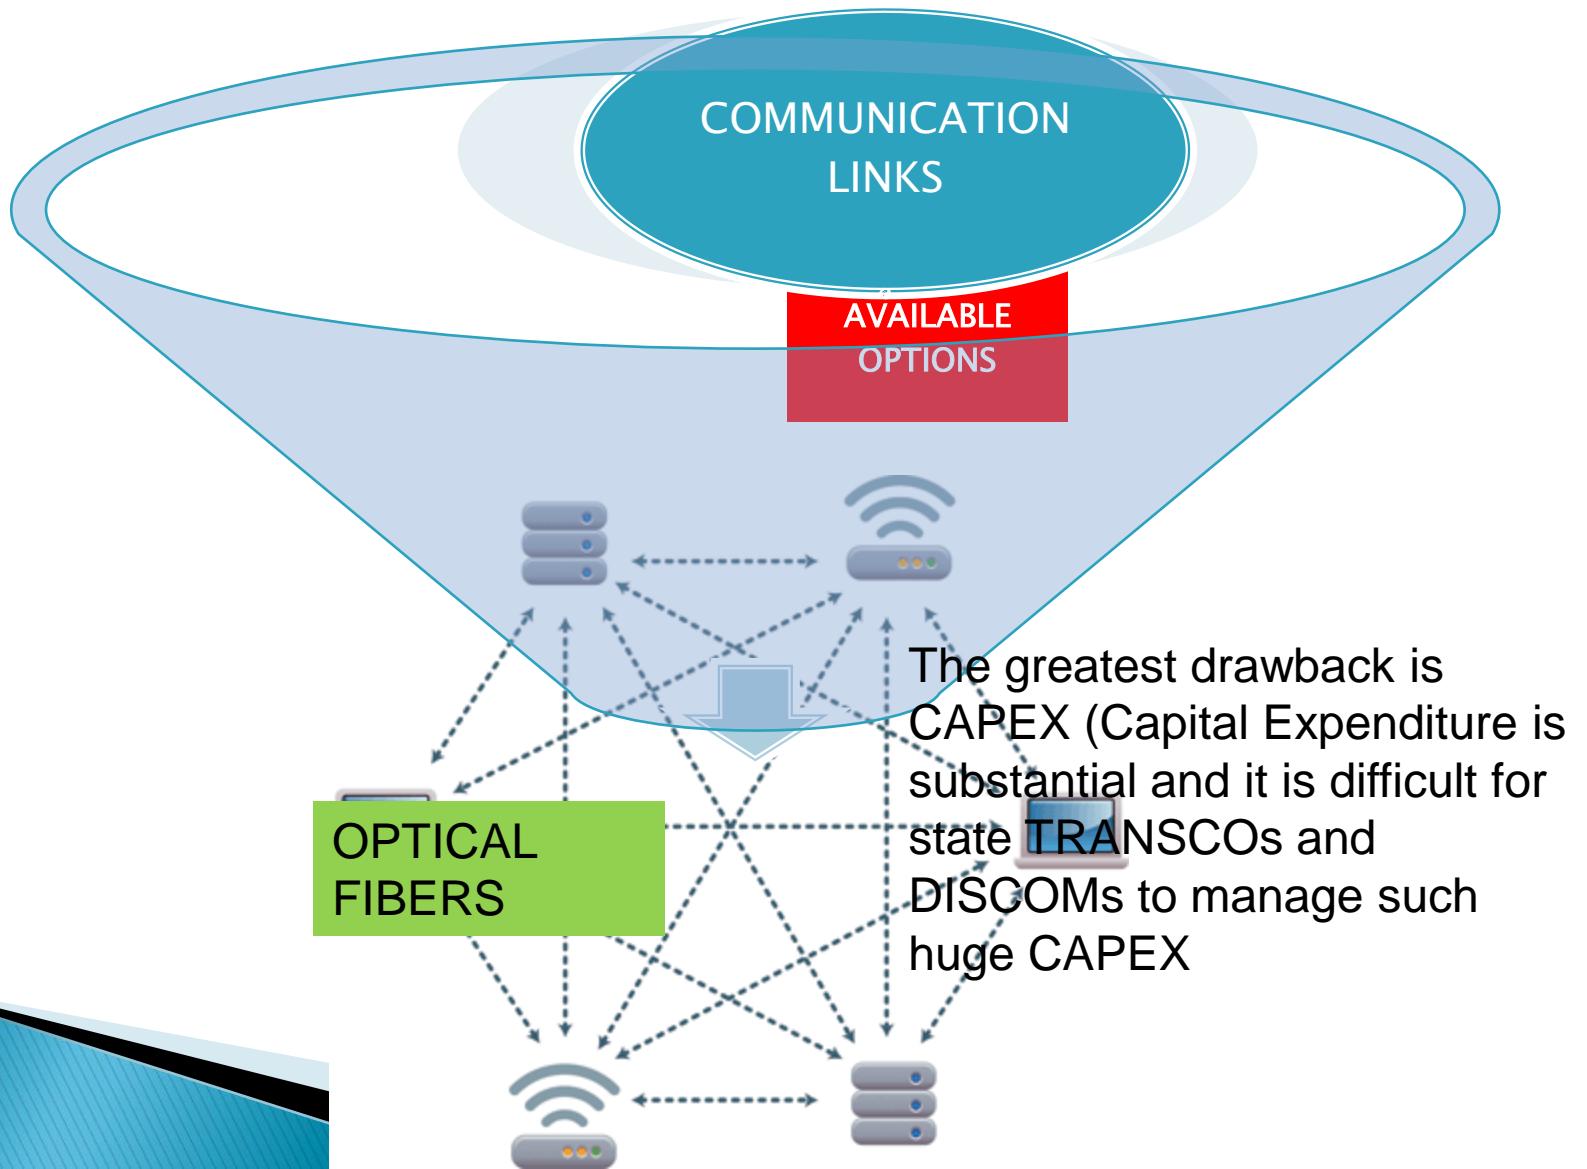 COMMUNICATION
LINKS
AVAILABLE
OPTIONS
The greatest drawback is
CAPEX (Capital Expenditure is
substantial and it is difficult for
state TRANSCOs and
DISCOMs to manage such
huge CAPEX
OPTICAL
FIBERS